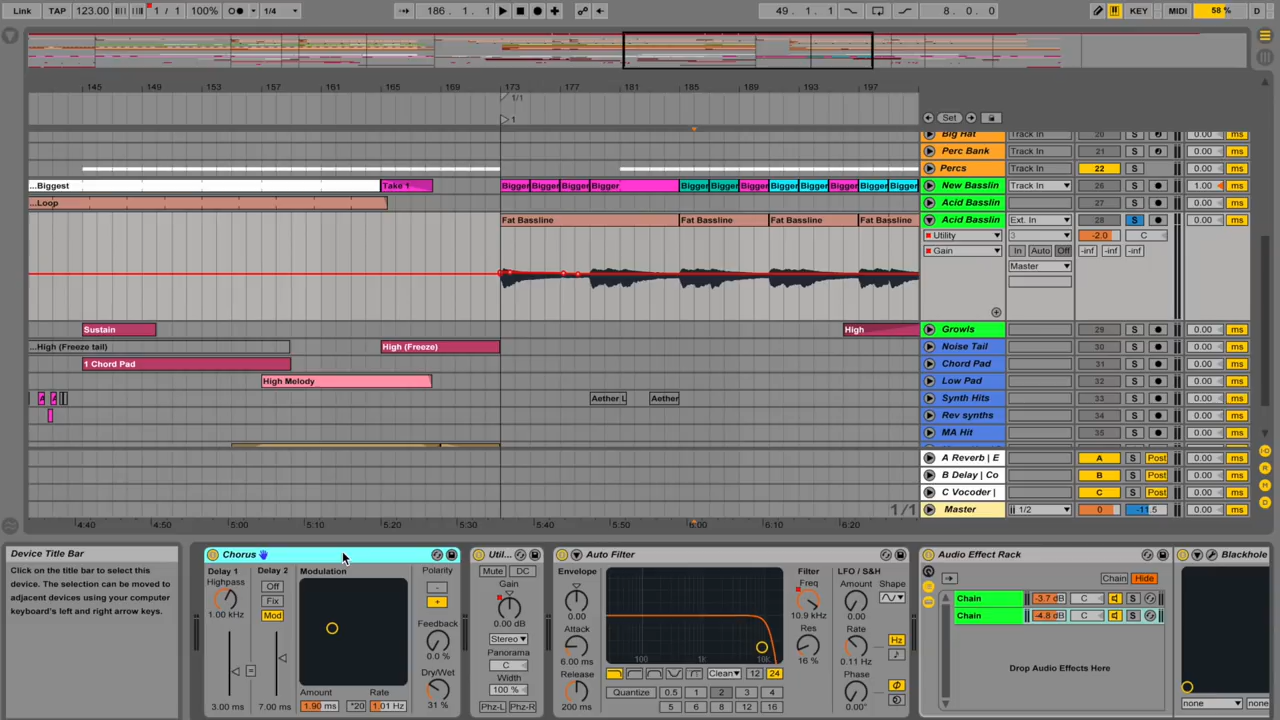 Link TAP 123.00 1 / 1 100% 1/4 186. 1. 1 49. 1. 1 8. 0. 0 KEY MIDI 58 % D
145 149 153 157 161 165 169 173 177 181 185 189 193 197
1/1
1
Set
Big Hat Track In 20 S 0.00 ms
Perc Bank Track In 21 S 0.00 ms
Percs 22 S 0.00 ms
...Biggest Take 1 Bigger Bigger Bigger Bigger Bigger Bigger Bigger Bigger Bigger Bigger Bigger Bigger New Basslin Track In 26 S 1.00 ms
...Loop Acid Basslin 27 S 0.00 ms
Fat Bassline Fat Bassline Fat Bassline Fat Bassline Acid Basslin Ext. In 28 S 0.00 ms
Utility 3 -2.0 C
Gain In Auto Off -inf -inf -inf
Master
Sustain High Growls 29 S 0.00 ms
...High (Freeze tail) High (Freeze) Noise Tail 30 S 0.00 ms
1 Chord Pad Chord Pad 31 S 0.00 ms
High Melody Low Pad 32 S 0.00 ms
Aether L Aether Synth Hits 33 S 0.00 ms
Rev synths 34 S 0.00 ms
MA Hit 35 S 0.00 ms
A Reverb | E A S Post 0.00 ms
B Delay | Co B S Post 0.00 ms
C Vocoder | C S Post 0.00 ms
1/1 Master 1/2 0 -11.5 0.00 ms
4:40 5:00 5:10 5:20 5:30 5:40 5:50 6:00 6:10 6:20
Device Title Bar
Click on the title bar to select this
device. The selection can be moved to
adjacent devices using your computer
keyboard's left and right arrow keys.
Chorus
Delay 1 Delay 2 Modulation Polarity
Highpass Off - 
1.00 kHz Fix +
Mod
Feedback
0.0 %
Dry/Wet
Amount Rate 31 %
3.00 ms 7.00 ms 1.90 ms *20 1.01 Hz
Util...
Mute DC
Gain
0.00 dB
Stereo
Panorama
C
Width
100 %
Phz-L Phz-R
Auto Filter
Envelope Filter LFO / S&H
Freq Amount Shape
0.00 10.9 kHz 0.00
Attack Res Rate Hz
6.00 ms 100 1k 10k 16 % 0.11 Hz
Release Clean 12 24 Phase
200 ms Quantize 0.5 1 2 3 4 0.00°
5 6 8 12 16
Audio Effect Rack
Chain Hide
Chain -3.7 dB C S
Chain -4.8 dB C S
Drop Audio Effects Here
Blackhole
none none